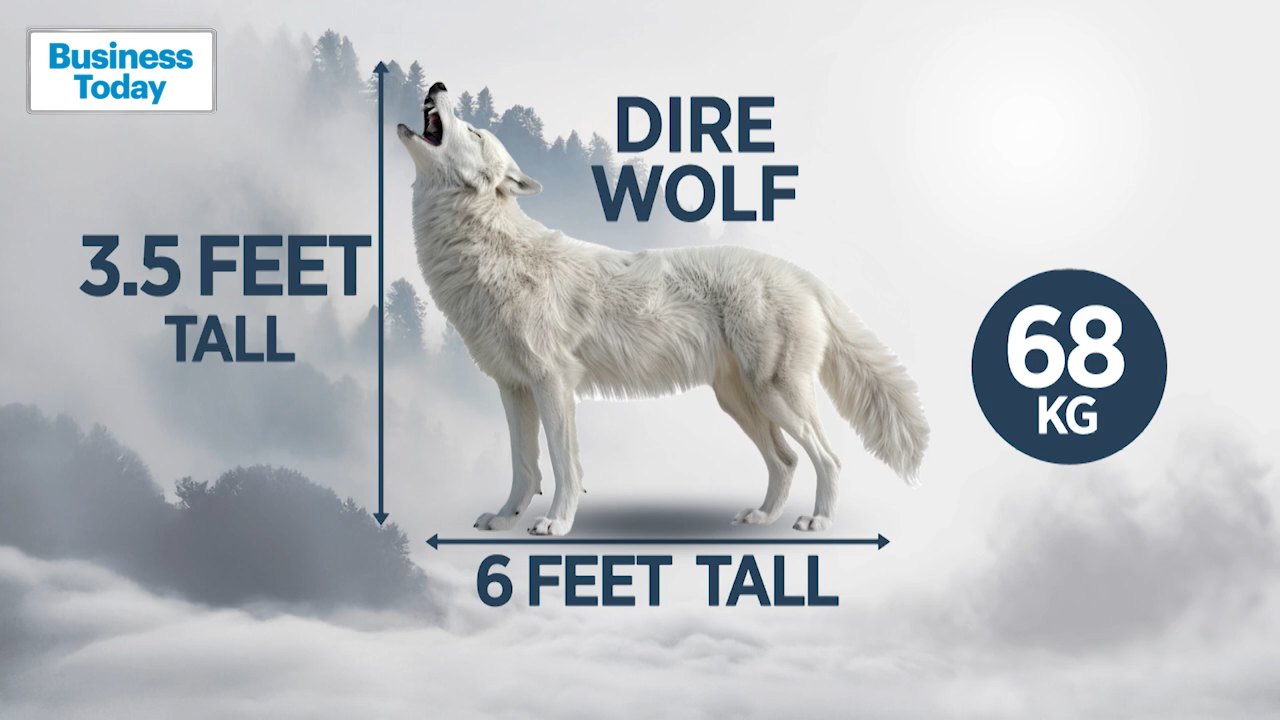 Business
Today
DIRE
WOLF
3.5 FEET
TALL
68
KG
6 FEET TALL